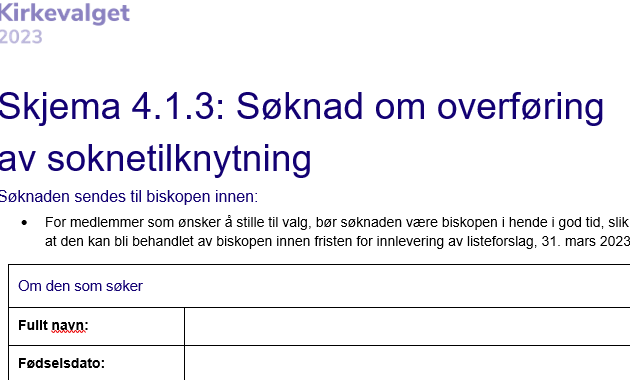 Kirkevalget
2023
Skjema 4.1.3: Søknad om overføring
av soknetilknytning
Søknaden sendes til biskopen innen:
• For medlemmer som ønsker å stille til valg, bør søknaden være biskopen i hende i god tid, slik
at den kan bli behandlet av biskopen innen fristen for innlevering av listeforslag, 31. mars 2023
Om den som søker
Fullt navn:
Fødselsdato: